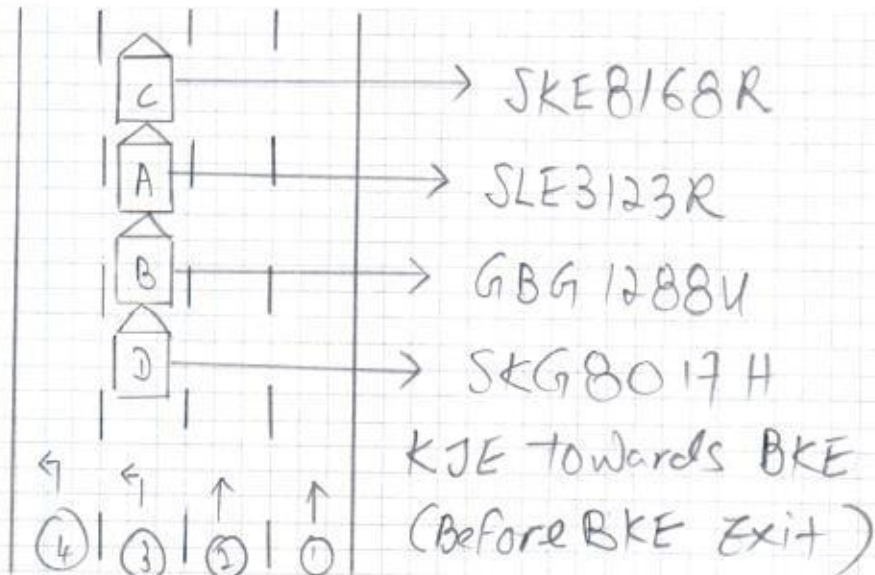 C SKE8168R
A SLE3123R
B GBG1288U
D SKG8017H
KJE towards BKE
(Before BKE Exit)
4 3 2 1